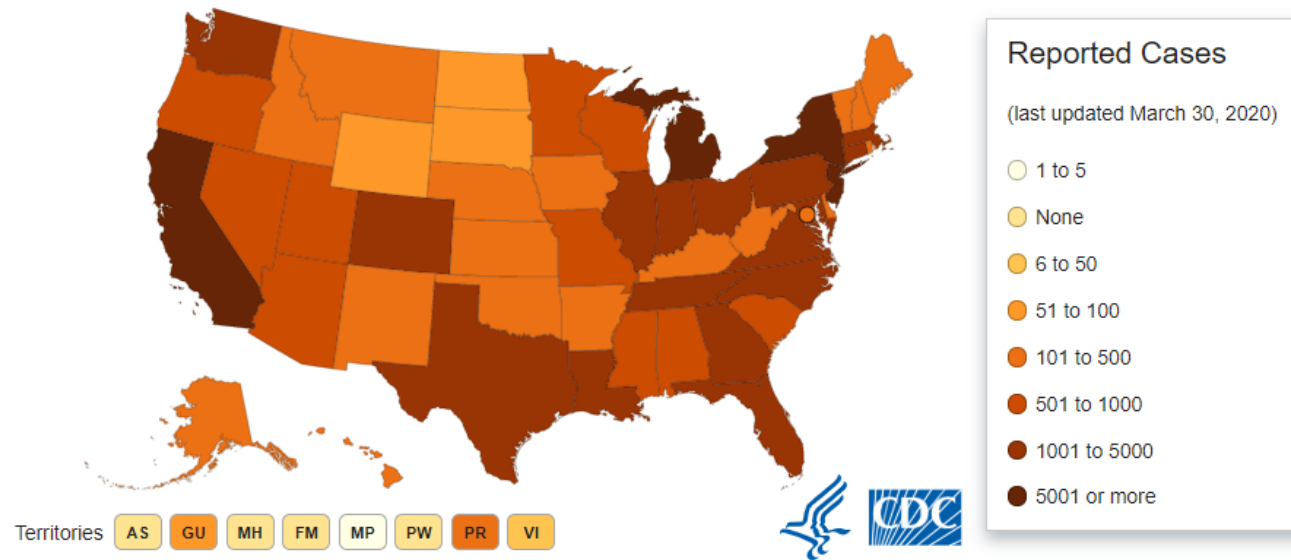 Reported Cases
(last updated March 30, 2020)
1 to 5
None
6 to 50
51 to 100
101 to 500
501 to 1000
1001 to 5000
5001 or more
Territories AS GU MH FM MP PW PR VI
CDC